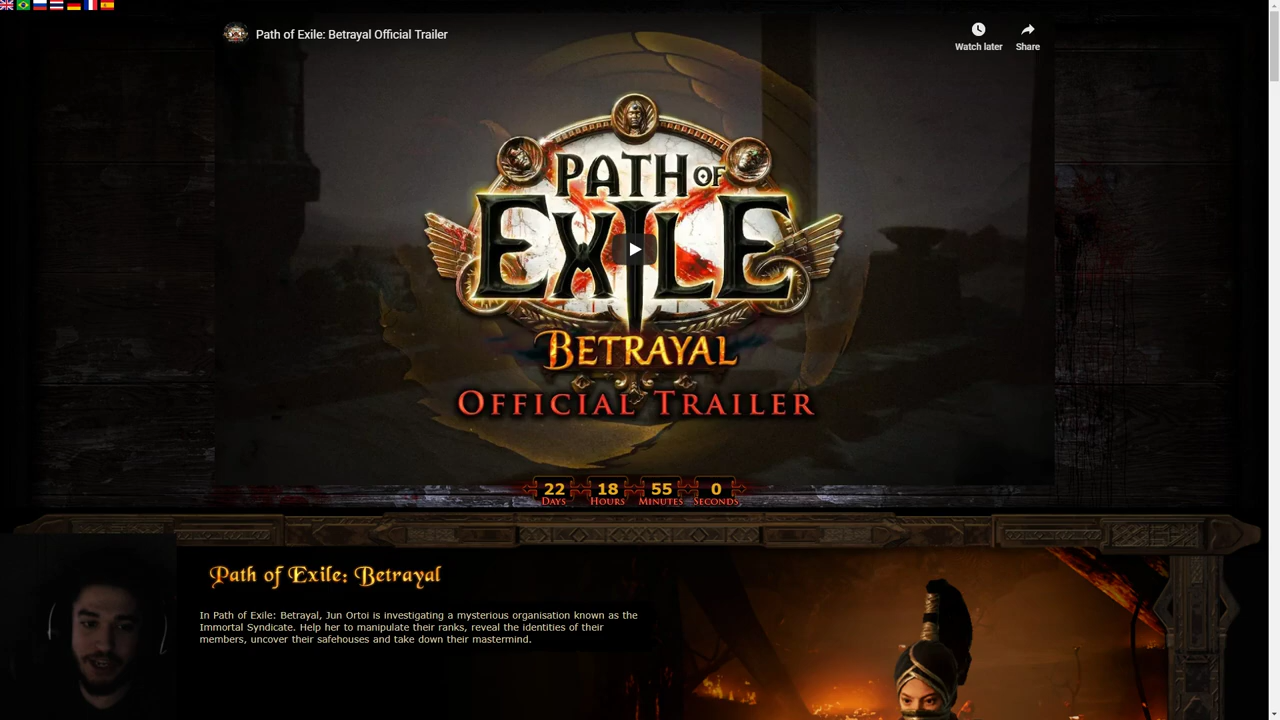 Path of Exile: Betrayal Official Trailer
Watch later
Share
PATH OF
EXILE
BETRAYAL
OFFICIAL TRAILER
22 18 55 0
DAYS HOURS MINUTES SECONDS
Path of Exile: Betrayal
In Path of Exile: Betrayal, Jun Ortoi is investigating a mysterious organisation known as the
Immortal Syndicate. Help her to manipulate their ranks, reveal the identities of their
members, uncover their safehouses and take down their mastermind.